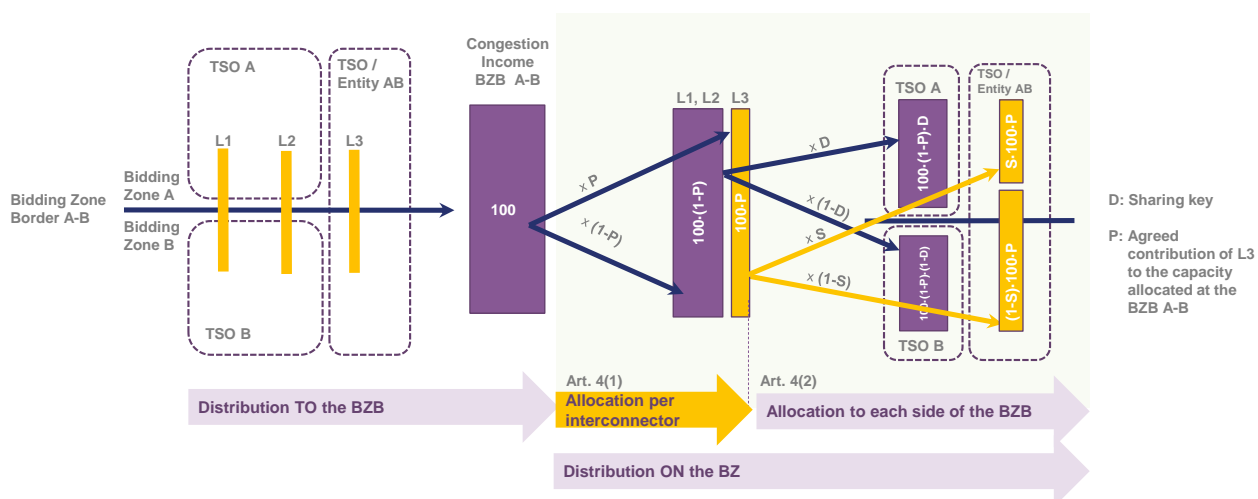 TSO A
TSO /
Entity AB
L1
L2
L3
Bidding Zone
Border A-B
Bidding
Zone A
Bidding
Zone B
TSO B
Congestion
Income
BZB  A-B
100
x P
x (1-P)
L1, L2
L3
100·(1-P)
100·P
x D
x (1-D)
x S
x (1-S)
TSO A
100·(1-P)·D
100·(1-P)·(1-D)
TSO B
TSO /
Entity AB
S·100·P
(1-S)·100·P
D: Sharing key
P: Agreed
contribution of L3
to the capacity
allocated at the
BZB A-B
Distribution TO the BZB
Art. 4(1)
Allocation per
interconnector
Art. 4(2)
Allocation to each side of the BZB
Distribution ON the BZ